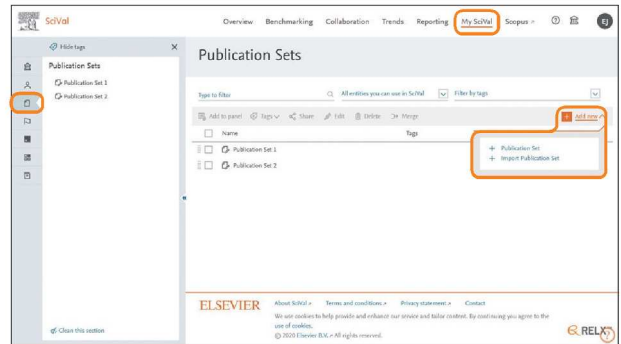 SciVal
Overview Benchmarking Collaboration Trends Reporting My SciVal Scopus EJ
Hide tags
Publication Sets
Publication Set 1
Publication Set 2
Clean this section
Publication Sets
Type to filter All entities you can use in SciVal Filter by tags
Add to panel Tags Share Edit Delete Merge Add new
Name Tags
Publication Set 1
Publication Set 2
+ Publication Set
+ Import Publication Set
ELSEVIER
About SciVal Terms and conditions Privacy statement Contact
We use cookies to help provide and enhance our service and tailor content. By continuing you agree to the
use of cookies.
© 2020 Elsevier B.V. All rights reserved.
RELX
?